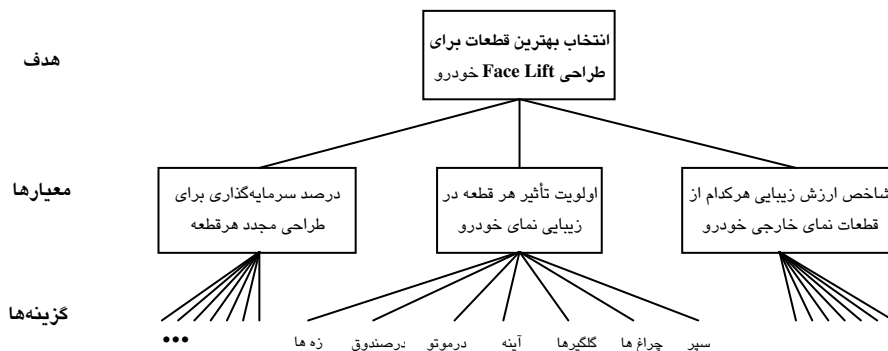 هدف
انتخاب بهترین قطعات برای
طراحی Face Lift خودرو
معیارها
شاخص ارزش زیبایی هرکدام از
قطعات نمای خارجی خودرو
اولویت تأثیر هر قطعه در
زیبایی نمای خودرو
درصد سرمایه‌گذاری برای
طراحی مجدد هرقطعه
گزینه‌ها
سپر
چراغ ها
گلگیرها
آینه
درموتو
درصندوق
زه ها
•••